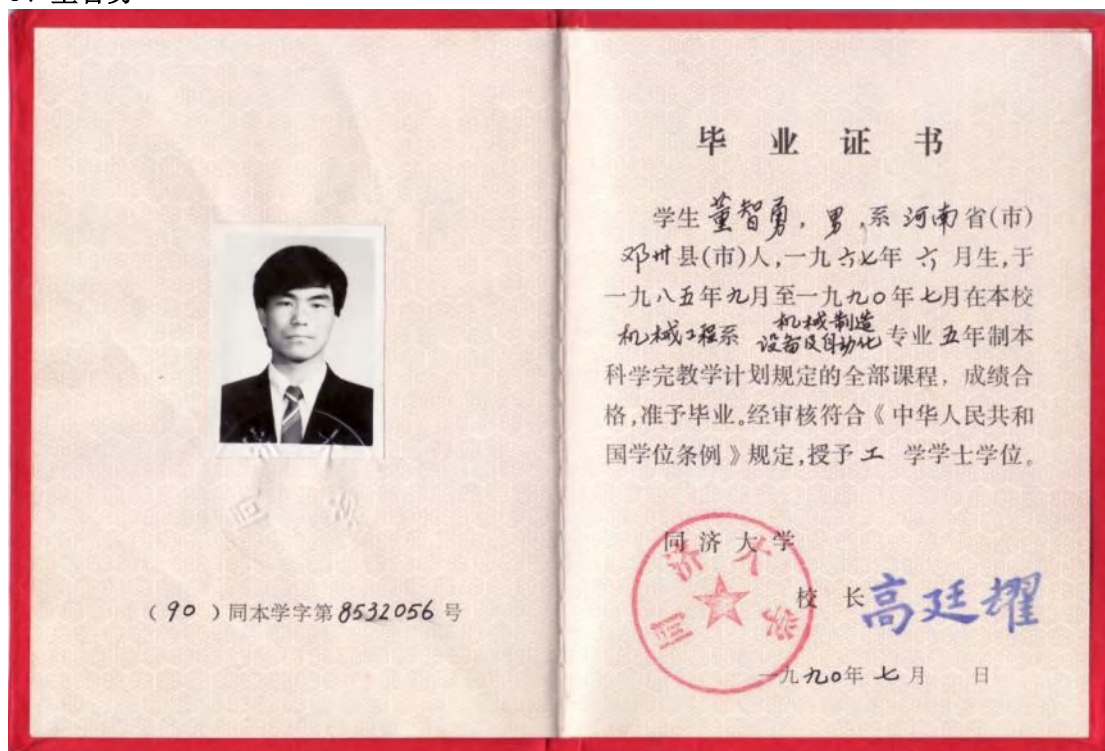 （90）同本学字第8532056号
毕 业 证 书
学生董智勇，男，系河南省(市)
邓州县(市)人，一九六七年六月生，于
一九八五年九月至一九九〇年七月在本校
机械工程系 机械制造
设备及自动化 专业五年制本
科学完教学计划规定的全部课程，成绩合
格，准予毕业。经审核符合《中华人民共和
国学位条例》规定，授予工 学学士学位。
同济大学
校 长 高廷耀
同济大学
一九九〇年七月 日